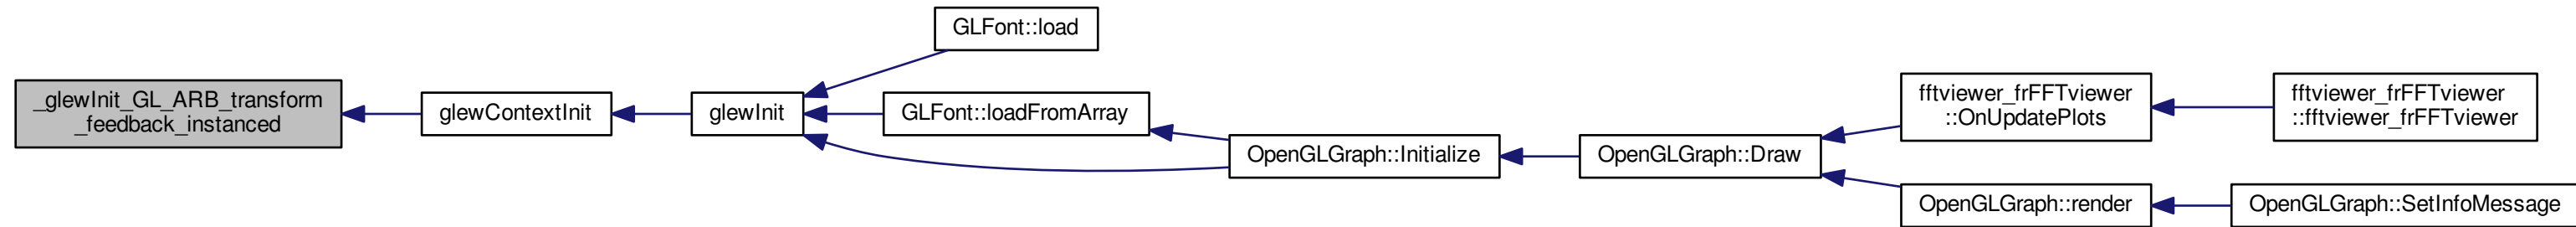 _glewInit_GL_ARB_transform
_feedback_instanced
glewContextInit
glewInit
GLFont::load
GLFont::loadFromArray
OpenGLGraph::Initialize
OpenGLGraph::Draw
fftviewer_frFFTviewer
::OnUpdatePlots
fftviewer_frFFTviewer
::fftviewer_frFFTviewer
OpenGLGraph::render
OpenGLGraph::SetInfoMessage